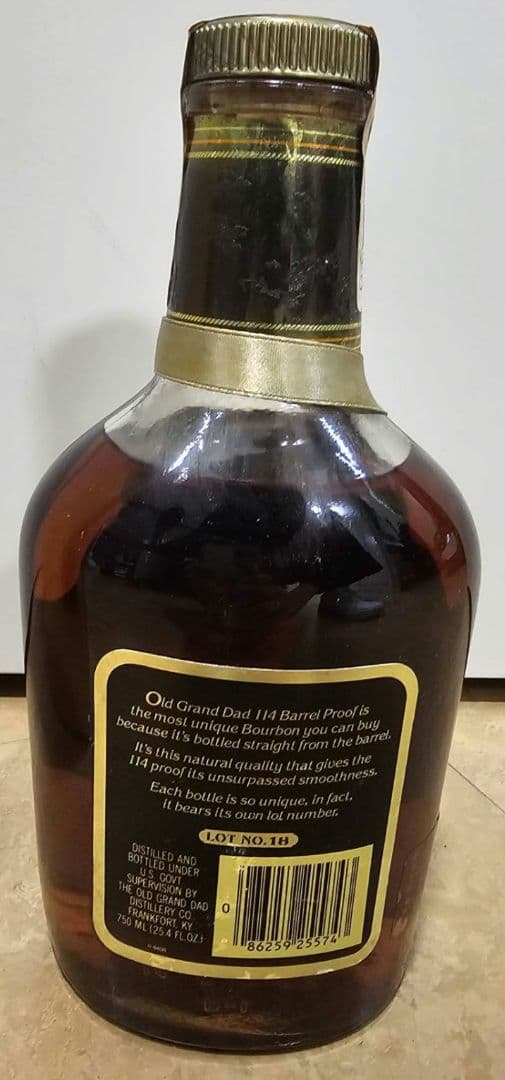 Old Grand Dad 114 Barrel Proof is
the most unique Bourbon you can buy
because it's bottled straight from the barrel.
It's this natural quality that gives the
114 proof its unsurpassed smoothness.
Each bottle is so unique, in fact,
it bears its own lot number.
LOT NO. 18
DISTILLED AND
BOTTLED UNDER
U.S. GOVT
SUPERVISION BY
THE OLD GRAND DAD
DISTILLERY CO.
FRANKFORT, KY
750 ML (25.4 FL.OZ.)
0 86259 25574